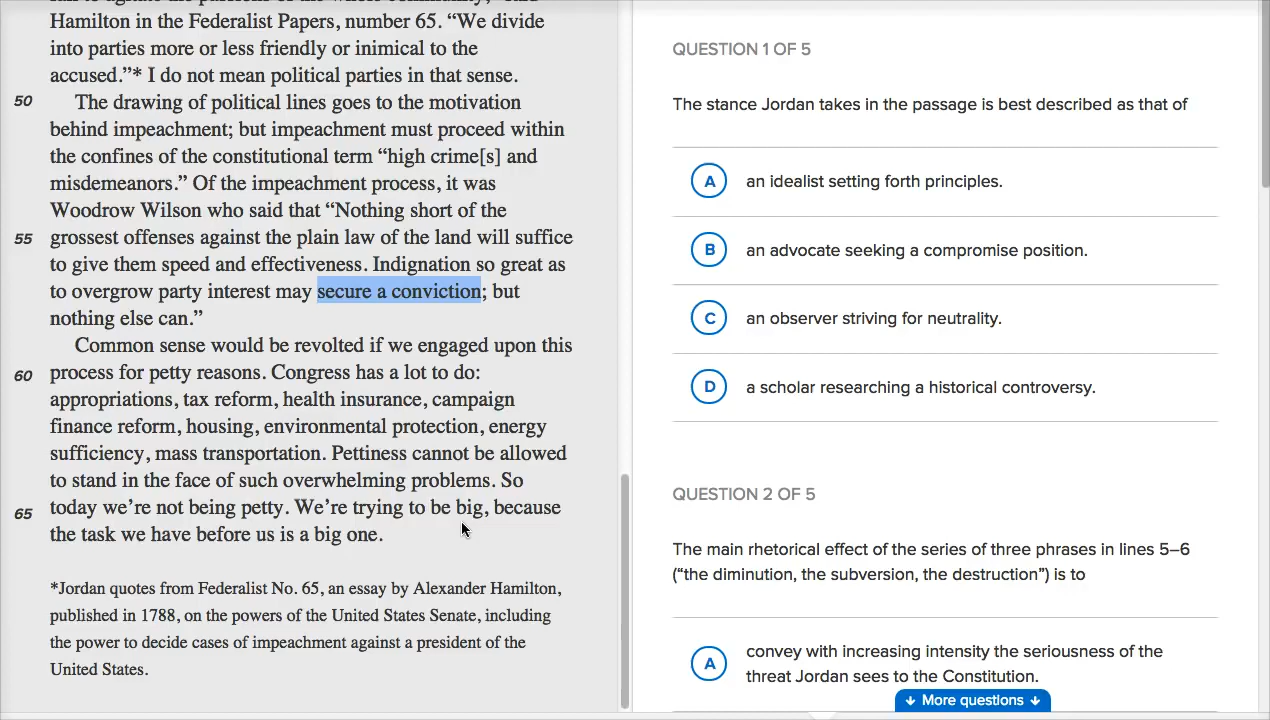 Hamilton in the Federalist Papers, number 65. “We divide
into parties more or less friendly or inimical to the
accused.”* I do not mean political parties in that sense.
50 The drawing of political lines goes to the motivation
behind impeachment; but impeachment must proceed within
the confines of the constitutional term “high crime[s] and
misdemeanors.” Of the impeachment process, it was
Woodrow Wilson who said that “Nothing short of the
55 grossest offenses against the plain law of the land will suffice
to give them speed and effectiveness. Indignation so great as
to overgrow party interest may secure a conviction; but
nothing else can.”
Common sense would be revolted if we engaged upon this
60 process for petty reasons. Congress has a lot to do:
appropriations, tax reform, health insurance, campaign
finance reform, housing, environmental protection, energy
sufficiency, mass transportation. Pettiness cannot be allowed
to stand in the face of such overwhelming problems. So
65 today we’re not being petty. We’re trying to be big, because
the task we have before us is a big one.
*Jordan quotes from Federalist No. 65, an essay by Alexander Hamilton,
published in 1788, on the powers of the United States Senate, including
the power to decide cases of impeachment against a president of the
United States.
QUESTION 1 OF 5
The stance Jordan takes in the passage is best described as that of
A an idealist setting forth principles.
B an advocate seeking a compromise position.
C an observer striving for neutrality.
D a scholar researching a historical controversy.
QUESTION 2 OF 5
The main rhetorical effect of the series of three phrases in lines 5–6
(“the diminution, the subversion, the destruction”) is to
A convey with increasing intensity the seriousness of the
threat Jordan sees to the Constitution.
↓ More questions ↓